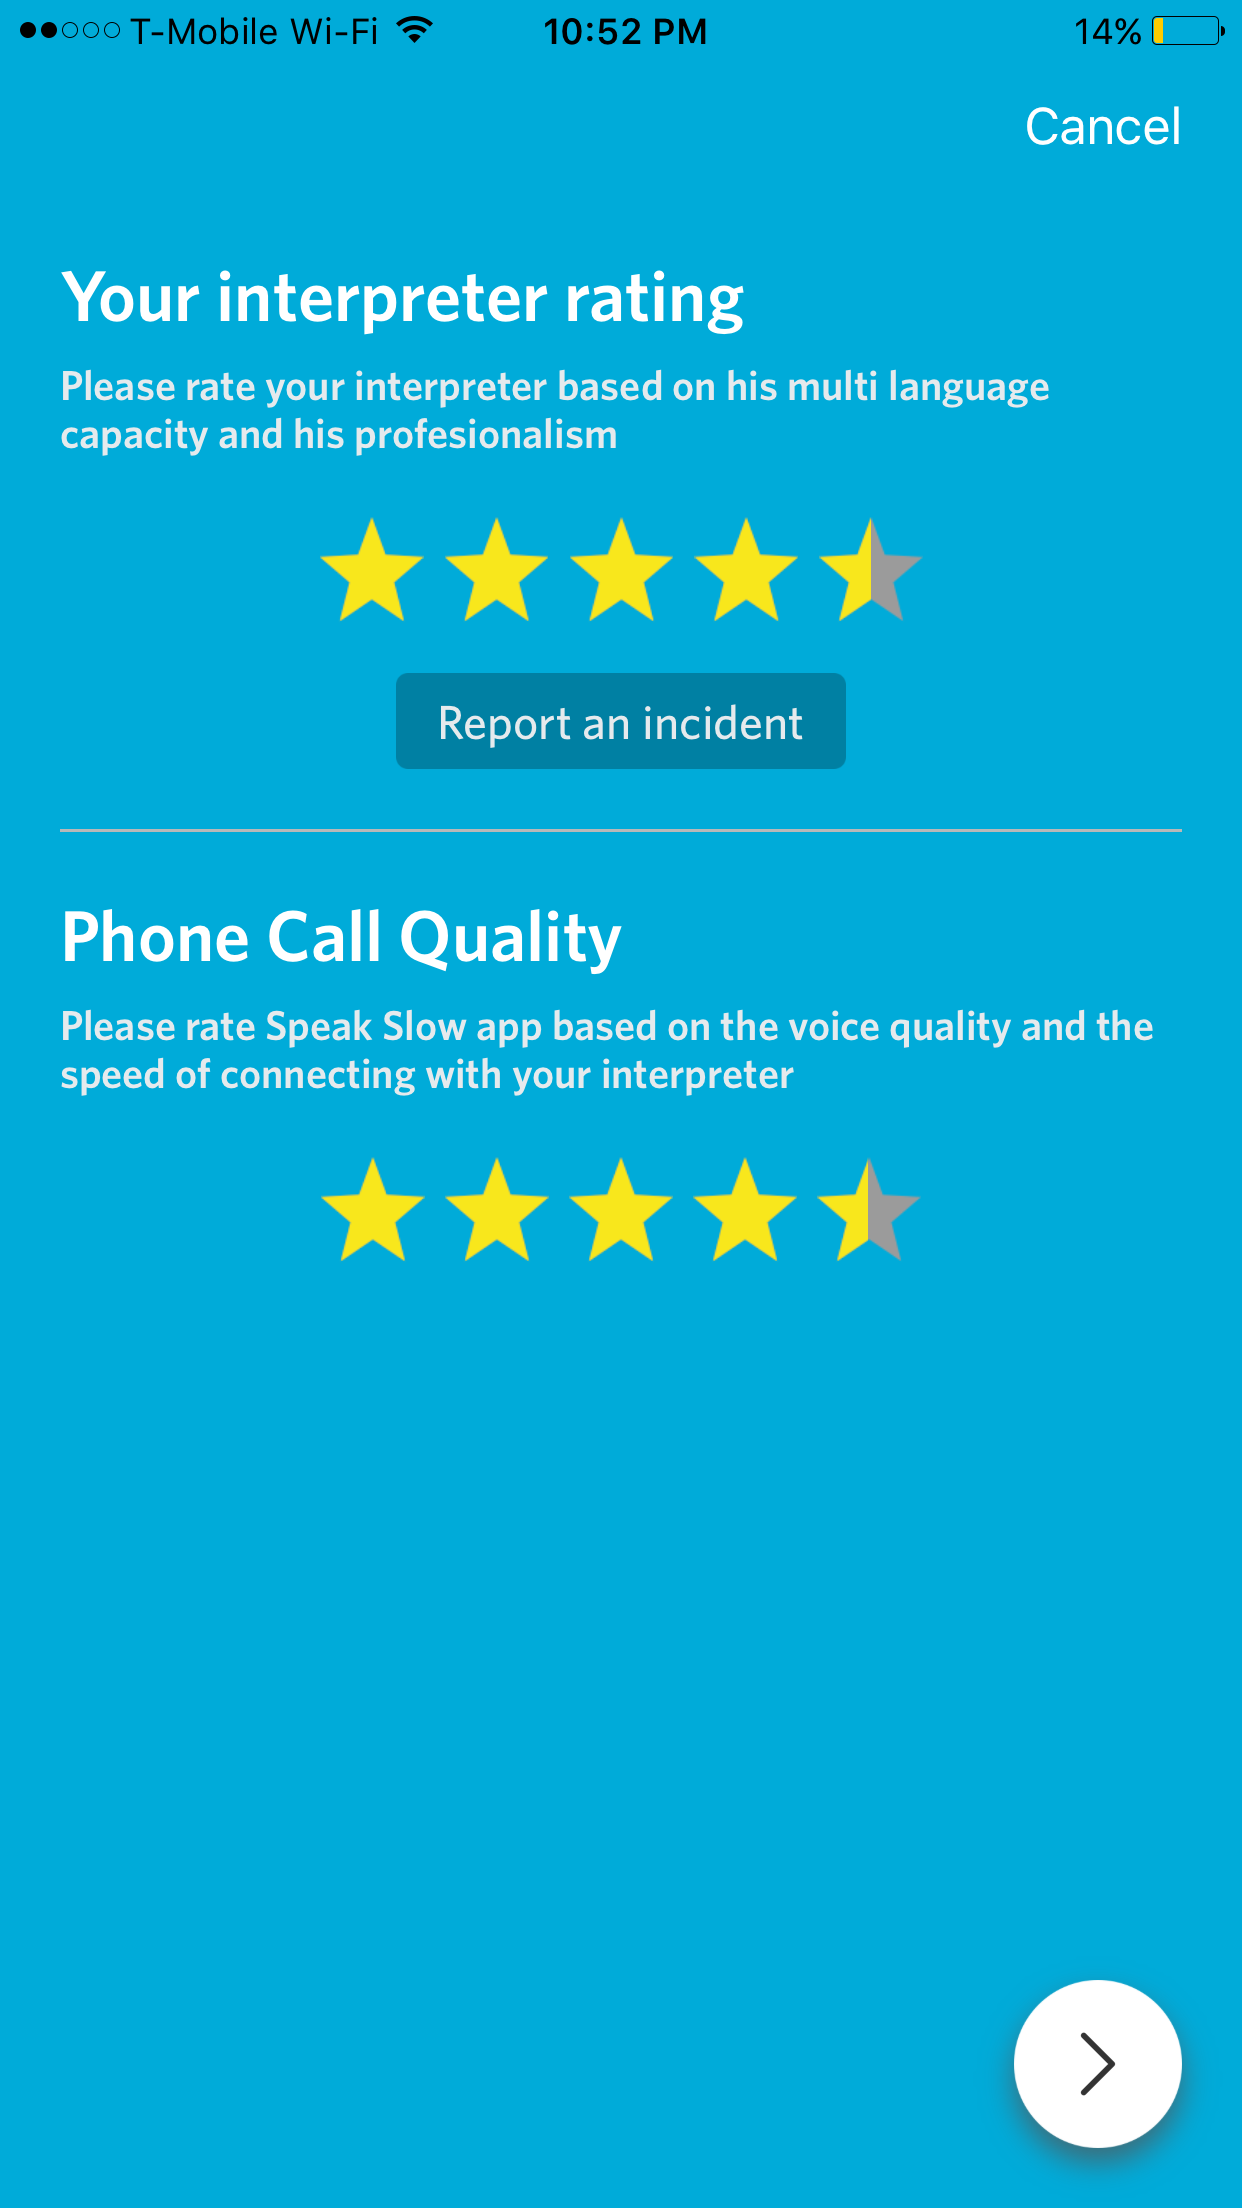 T-Mobile Wi-Fi 10:52 PM 14%
Cancel
Your interpreter rating
Please rate your interpreter based on his multi language
capacity and his profesionalism
Report an incident
Phone Call Quality
Please rate Speak Slow app based on the voice quality and the
speed of connecting with your interpreter